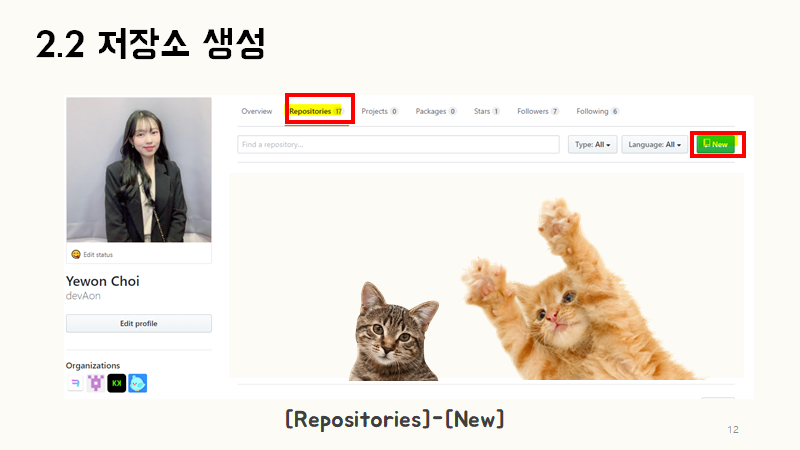 2.2 저장소 생성
Overview Repositories 17 Projects 0 Packages 0 Stars 1 Followers 7 Following 6
Find a repository... Type: All Language: All New
Edit status
Yewon Choi
devAon
Edit profile
Organizations
KK
[Repositories]-[New]
12